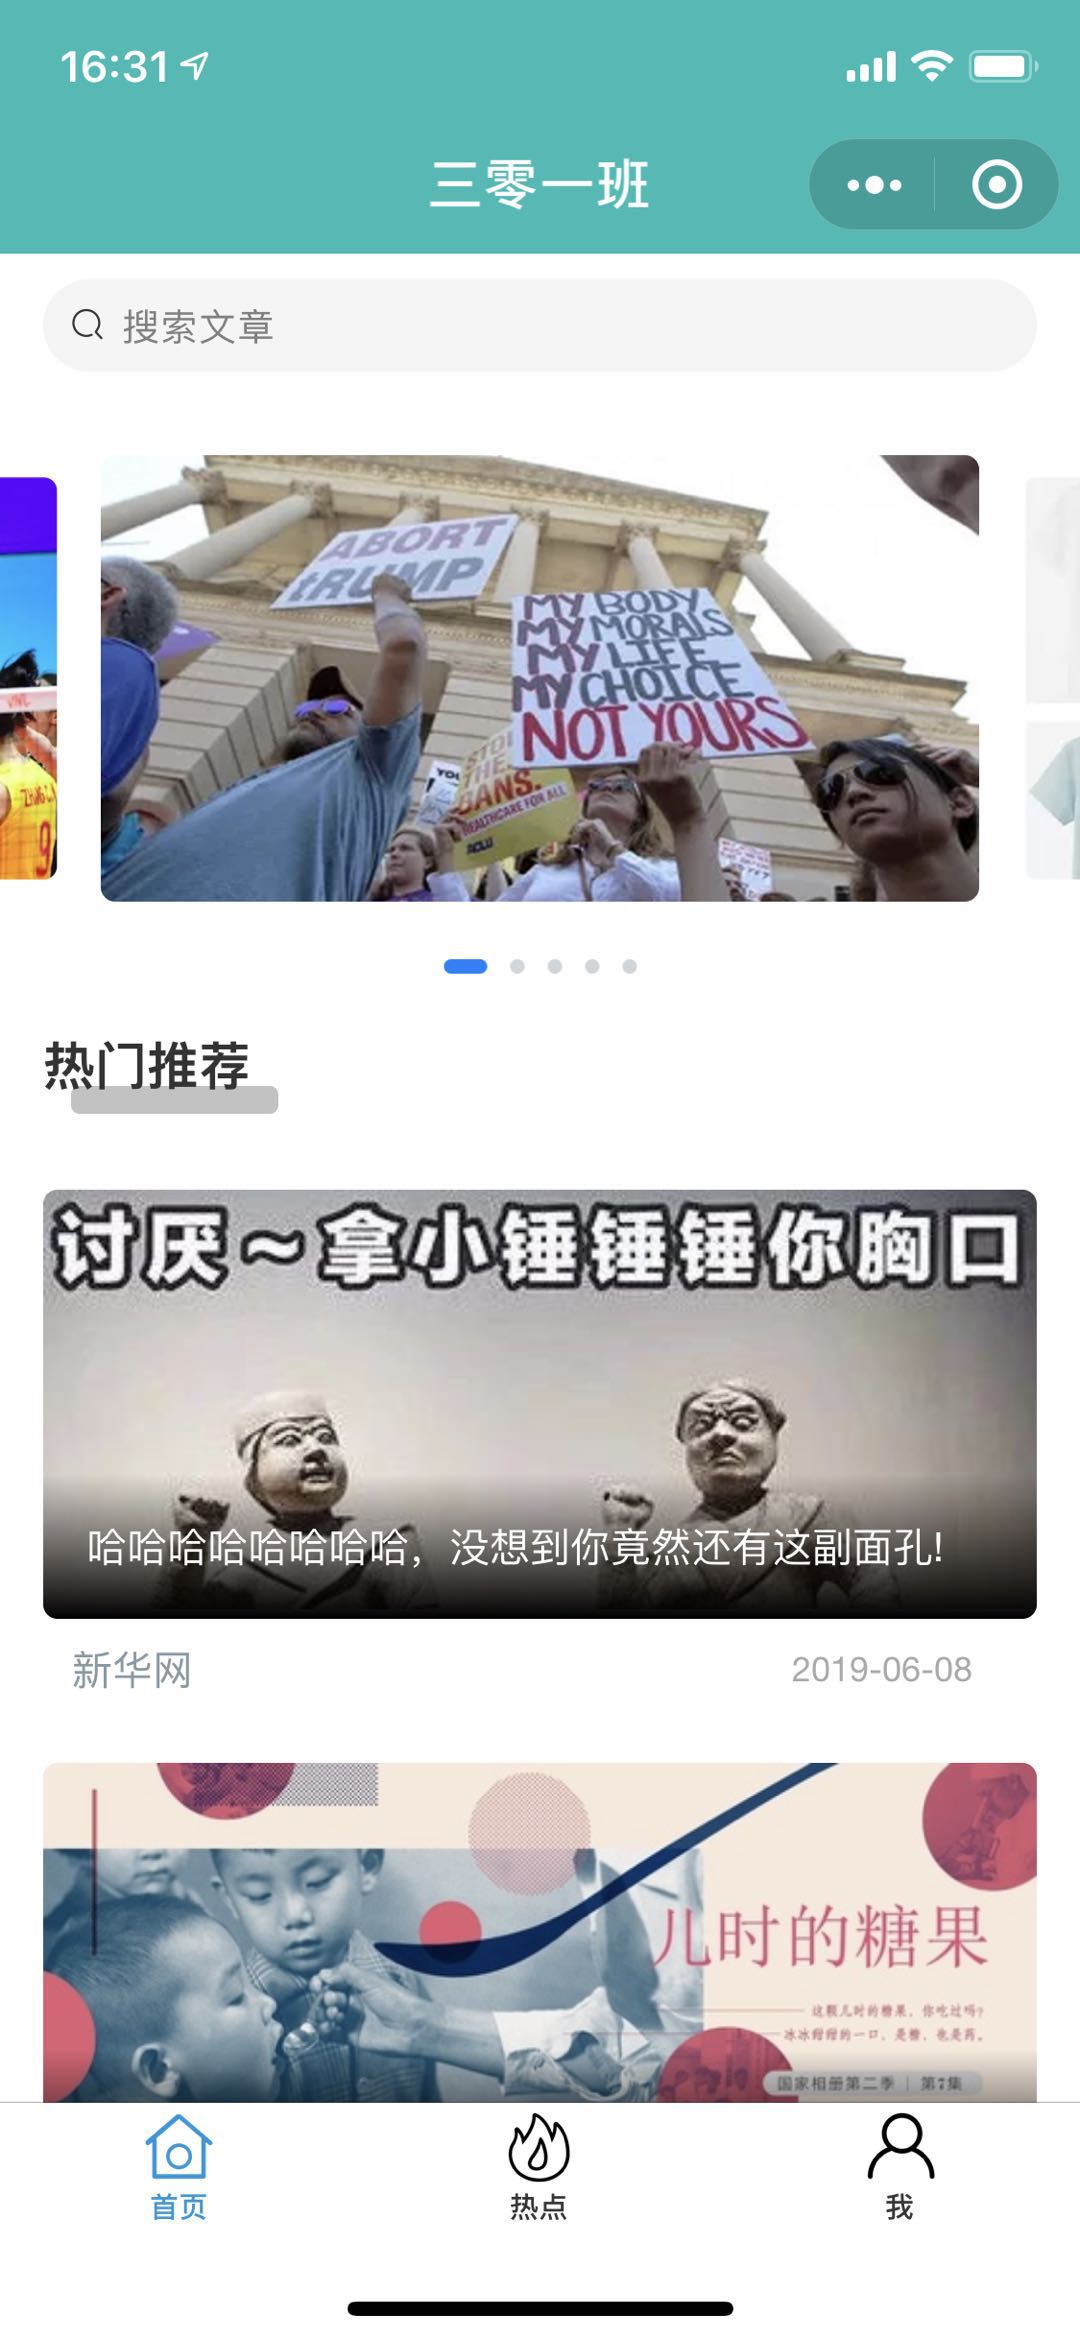 16:31
三零一班
搜索文章
ABORT
tRUMP
MY BODY
MY MORALS
MY LIFE
MY CHOICE
NOT YOURS
STOP
THE
BANS.
HEALTHCARE FOR ALL
ACLU
YOU
9
热门推荐
讨厌~拿小锤锤锤你胸口
哈哈哈哈哈哈哈哈，没想到你竟然还有这副面孔!
新华网
2019-06-08
儿时的糖果
这颗儿时的糖果，你吃过吗?
冰冰甜甜的一口，是糖，也是药。
国家相册第二季 | 第7集
首页
热点
我